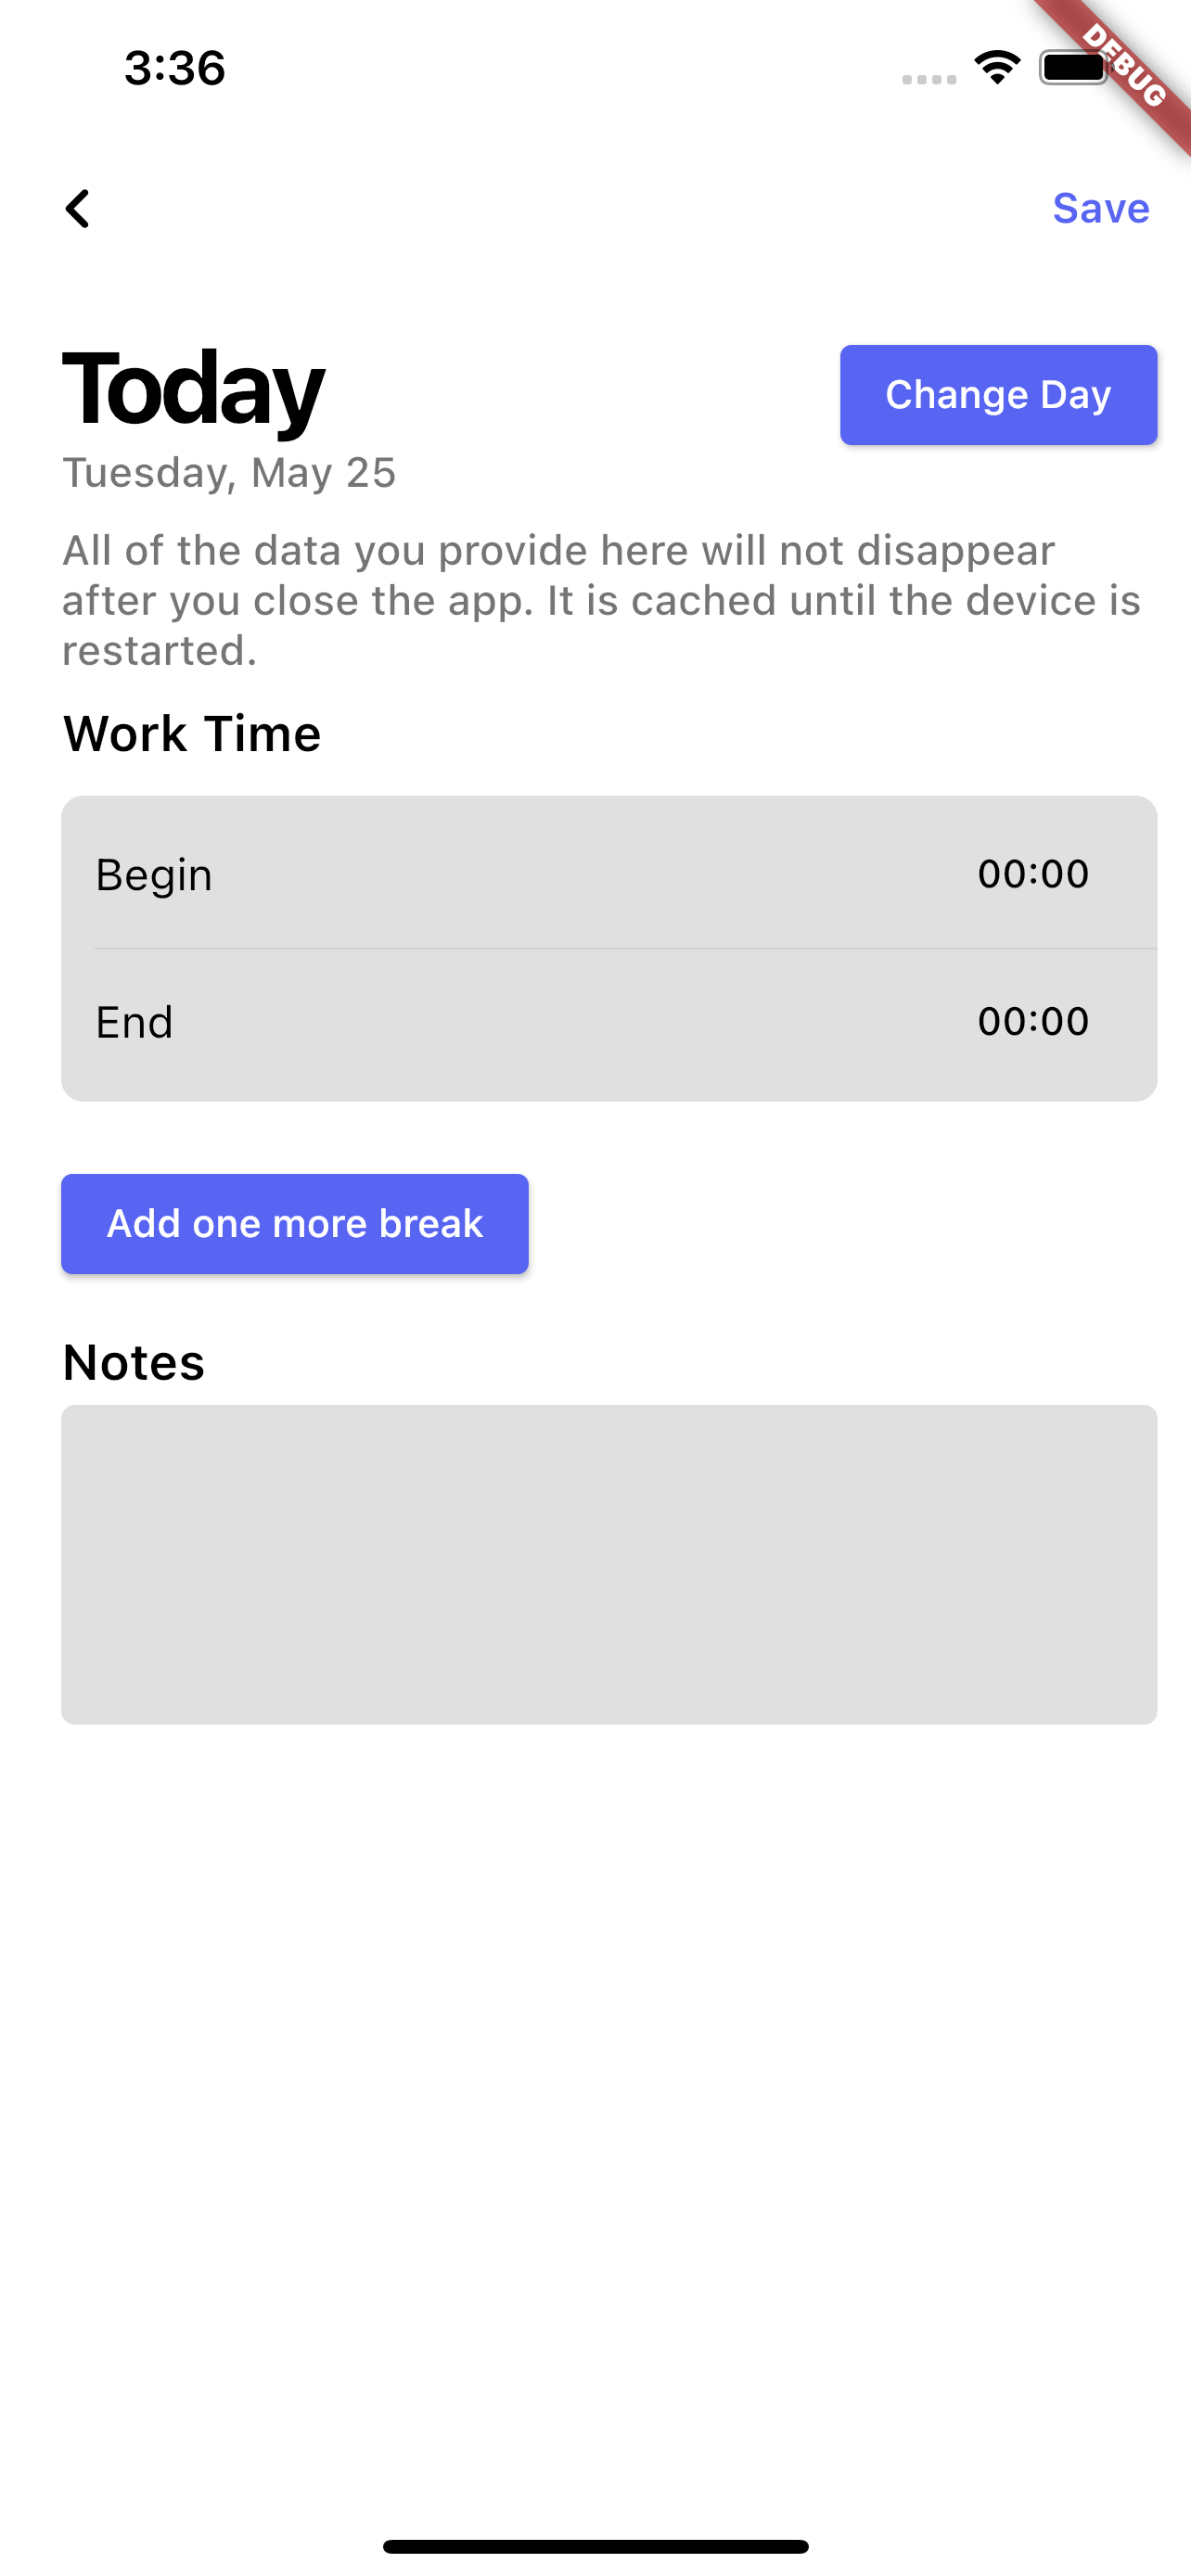 3:36
DEBUG
Save
Today
Change Day
Tuesday, May 25
All of the data you provide here will not disappear
after you close the app. It is cached until the device is
restarted.
Work Time
Begin 00:00
End 00:00
Add one more break
Notes